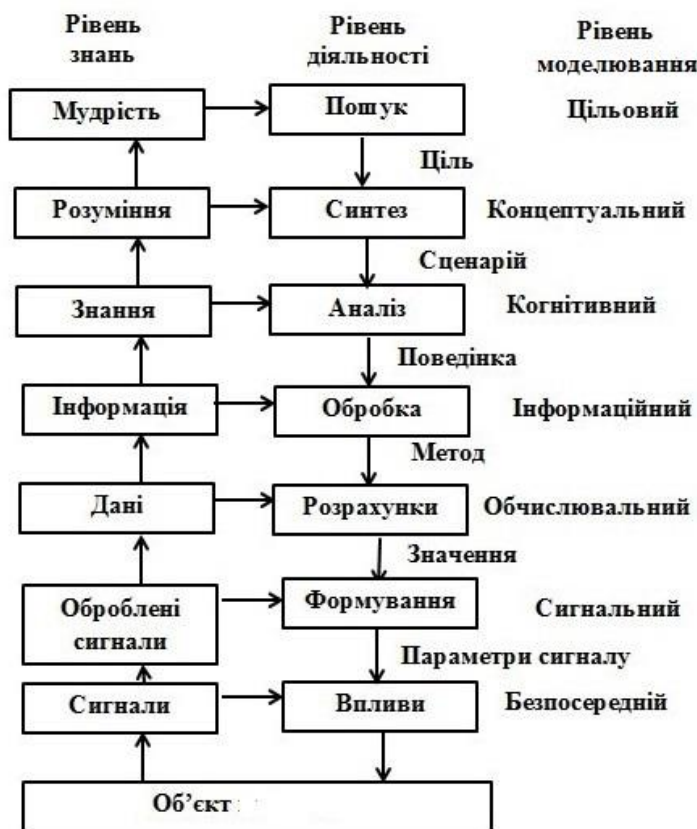 Рівень
знань
Рівень
діяльності
Рівень
моделювання
Мудрість
Пошук
Цільовий
Ціль
Розуміння
Синтез
Концептуальний
Сценарій
Знання
Аналіз
Когнітивний
Поведінка
Інформація
Обробка
Інформаційний
Метод
Дані
Розрахунки
Обчислювальний
Значення
Оброблені
сигнали
Формування
Сигнальний
Параметри сигналу
Сигнали
Впливи
Безпосередній
Об’єкт